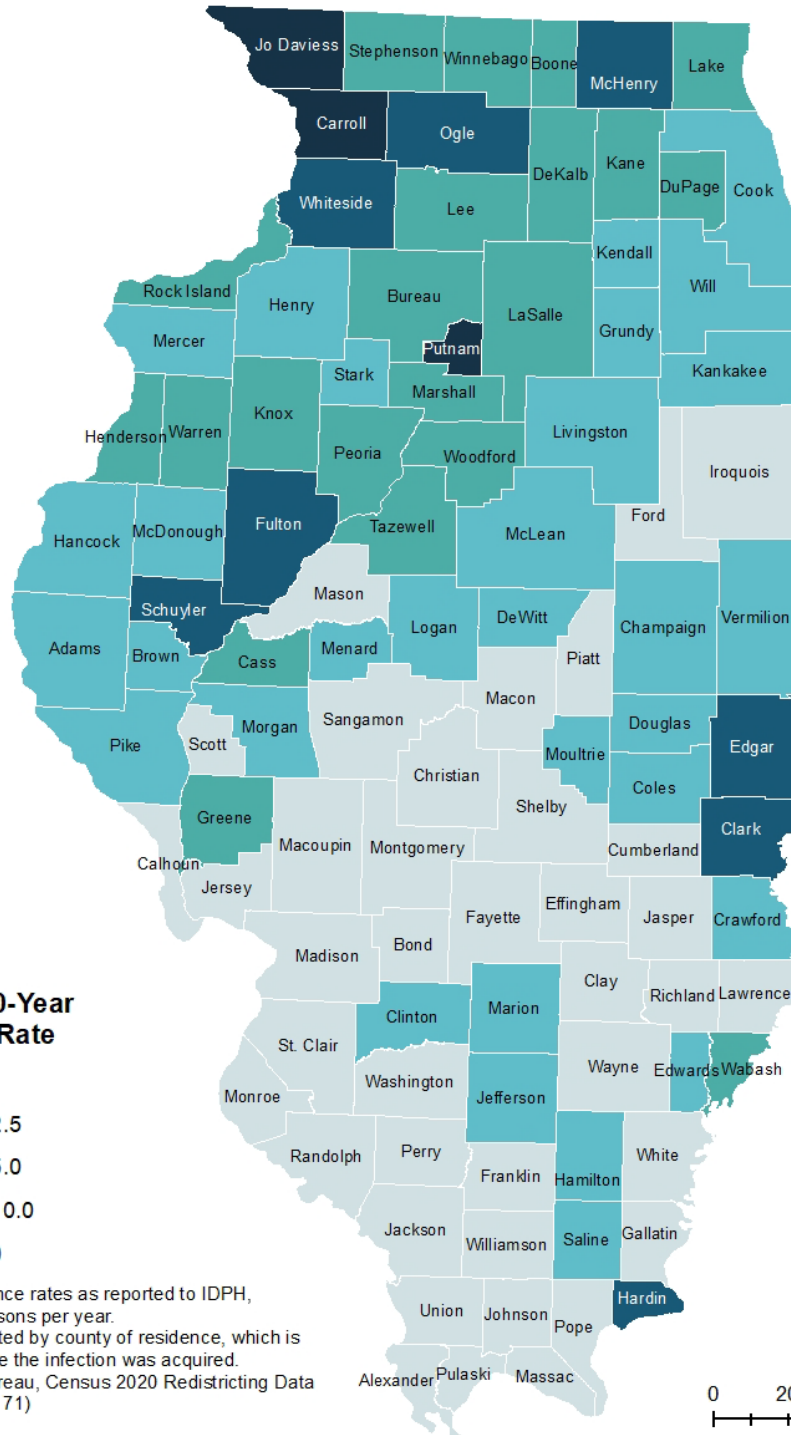 Jo Daviess
Stephenson
Winnebago
Boone
McHenry
Lake
Carroll
Ogle
DeKalb
Kane
DuPage
Cook
Whiteside
Lee
Kendall
Will
Rock Island
Henry
Bureau
LaSalle
Grundy
Mercer
Putnam
Stark
Kankakee
Marshall
Henderson
Warren
Knox
Peoria
Woodford
Livingston
Iroquois
Ford
Hancock
McDonough
Fulton
Tazewell
McLean
Mason
Schuyler
Adams
Brown
Cass
Menard
Logan
DeWitt
Piatt
Champaign
Vermilion
Pike
Scott
Morgan
Sangamon
Macon
Moultrie
Douglas
Edgar
Christian
Coles
Shelby
Greene
Macoupin
Montgomery
Cumberland
Clark
Calhoun
Jersey
Fayette
Effingham
Jasper
Crawford
Madison
Bond
Clay
Richland
Lawrence
St. Clair
Clinton
Marion
Wayne
Edwards
Wabash
Monroe
Washington
Jefferson
Randolph
Perry
Franklin
Hamilton
White
Jackson
Williamson
Saline
Gallatin
Union
Johnson
Pope
Hardin
Alexander
Pulaski
Massac
0-Year
Rate
2.5
5.0
10.0
)
nce rates as reported to IDPH,
sons per year.
ted by county of residence, which is
e the infection was acquired.
reau, Census 2020 Redistricting Data
171)
0 20